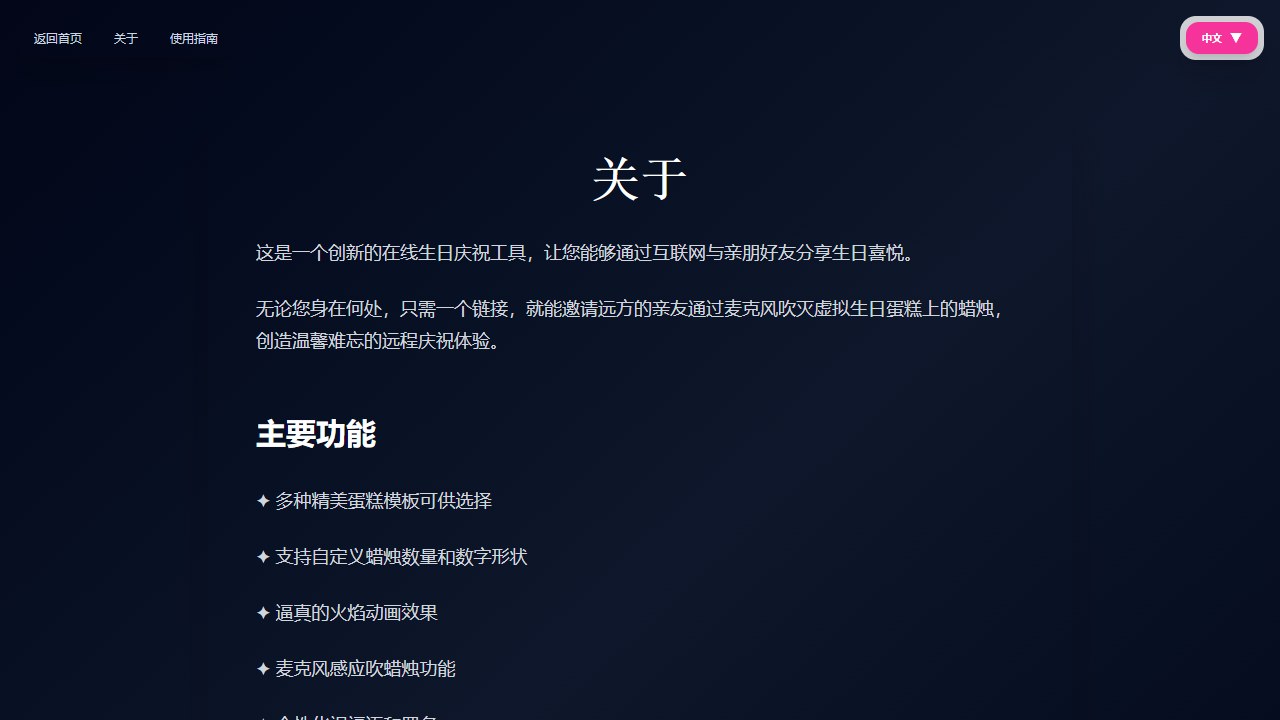 返回首页 关于 使用指南 中文 ▼
关于
这是一个创新的在线生日庆祝工具，让您能够通过互联网与亲朋好友分享生日喜悦。
无论您身在何处，只需一个链接，就能邀请远方的亲友通过麦克风吹灭虚拟生日蛋糕上的蜡烛，
创造温馨难忘的远程庆祝体验。
主要功能
✦ 多种精美蛋糕模板可供选择
✦ 支持自定义蜡烛数量和数字形状
✦ 逼真的火焰动画效果
✦ 麦克风感应吹蜡烛功能